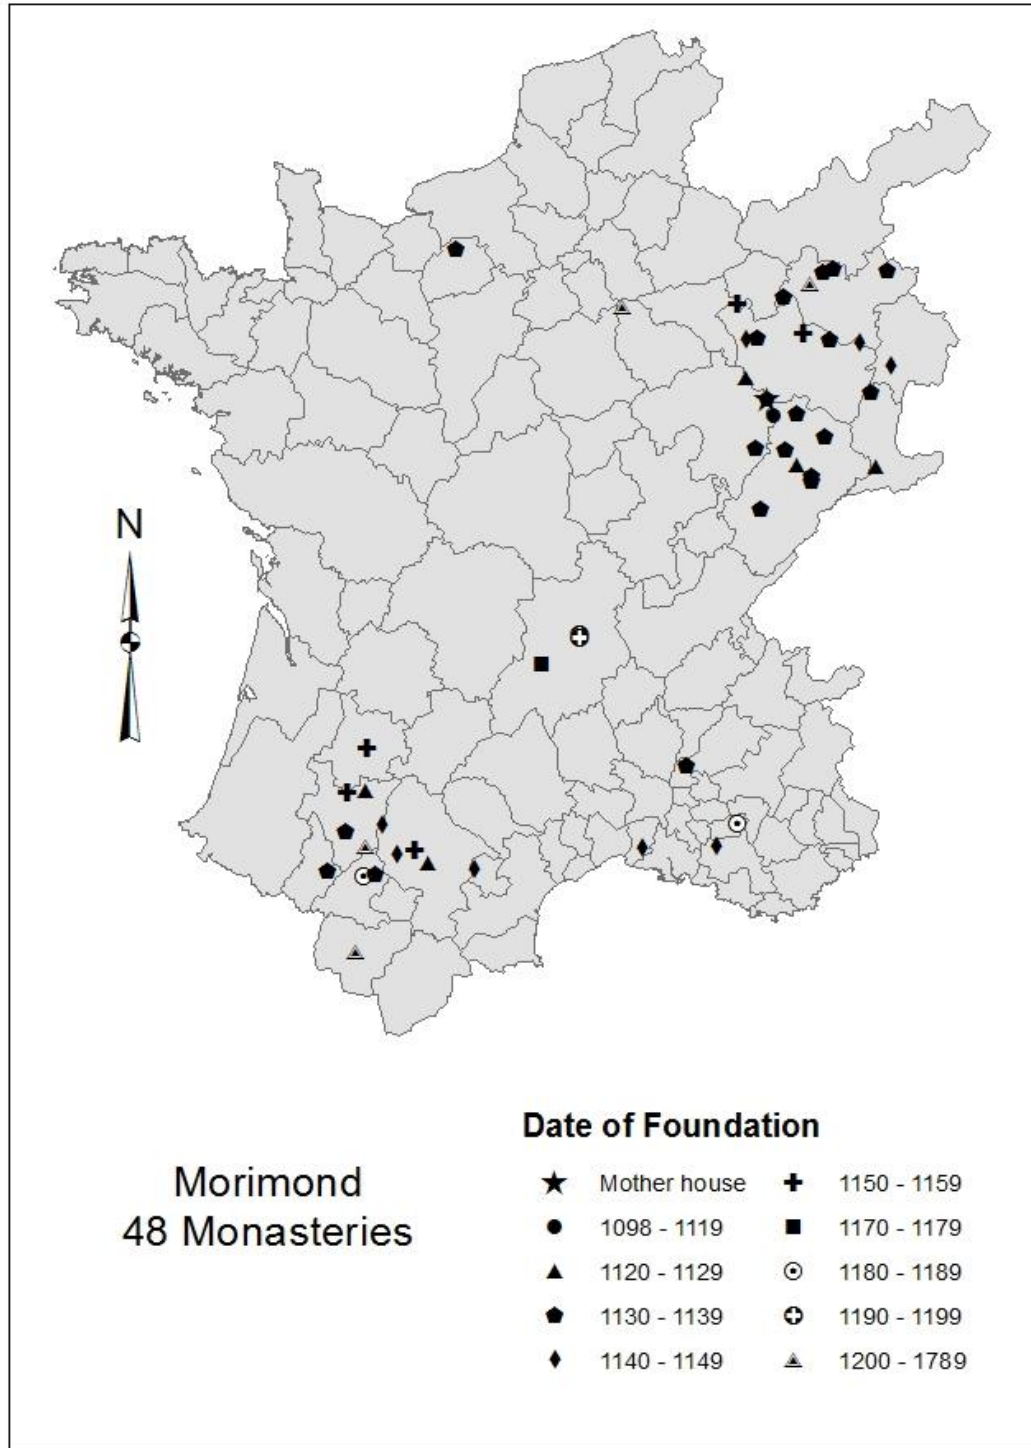 N
Morimond
48 Monasteries
Date of Foundation
Mother house
1098 - 1119
1120 - 1129
1130 - 1139
1140 - 1149
1150 - 1159
1170 - 1179
1180 - 1189
1190 - 1199
1200 - 1789